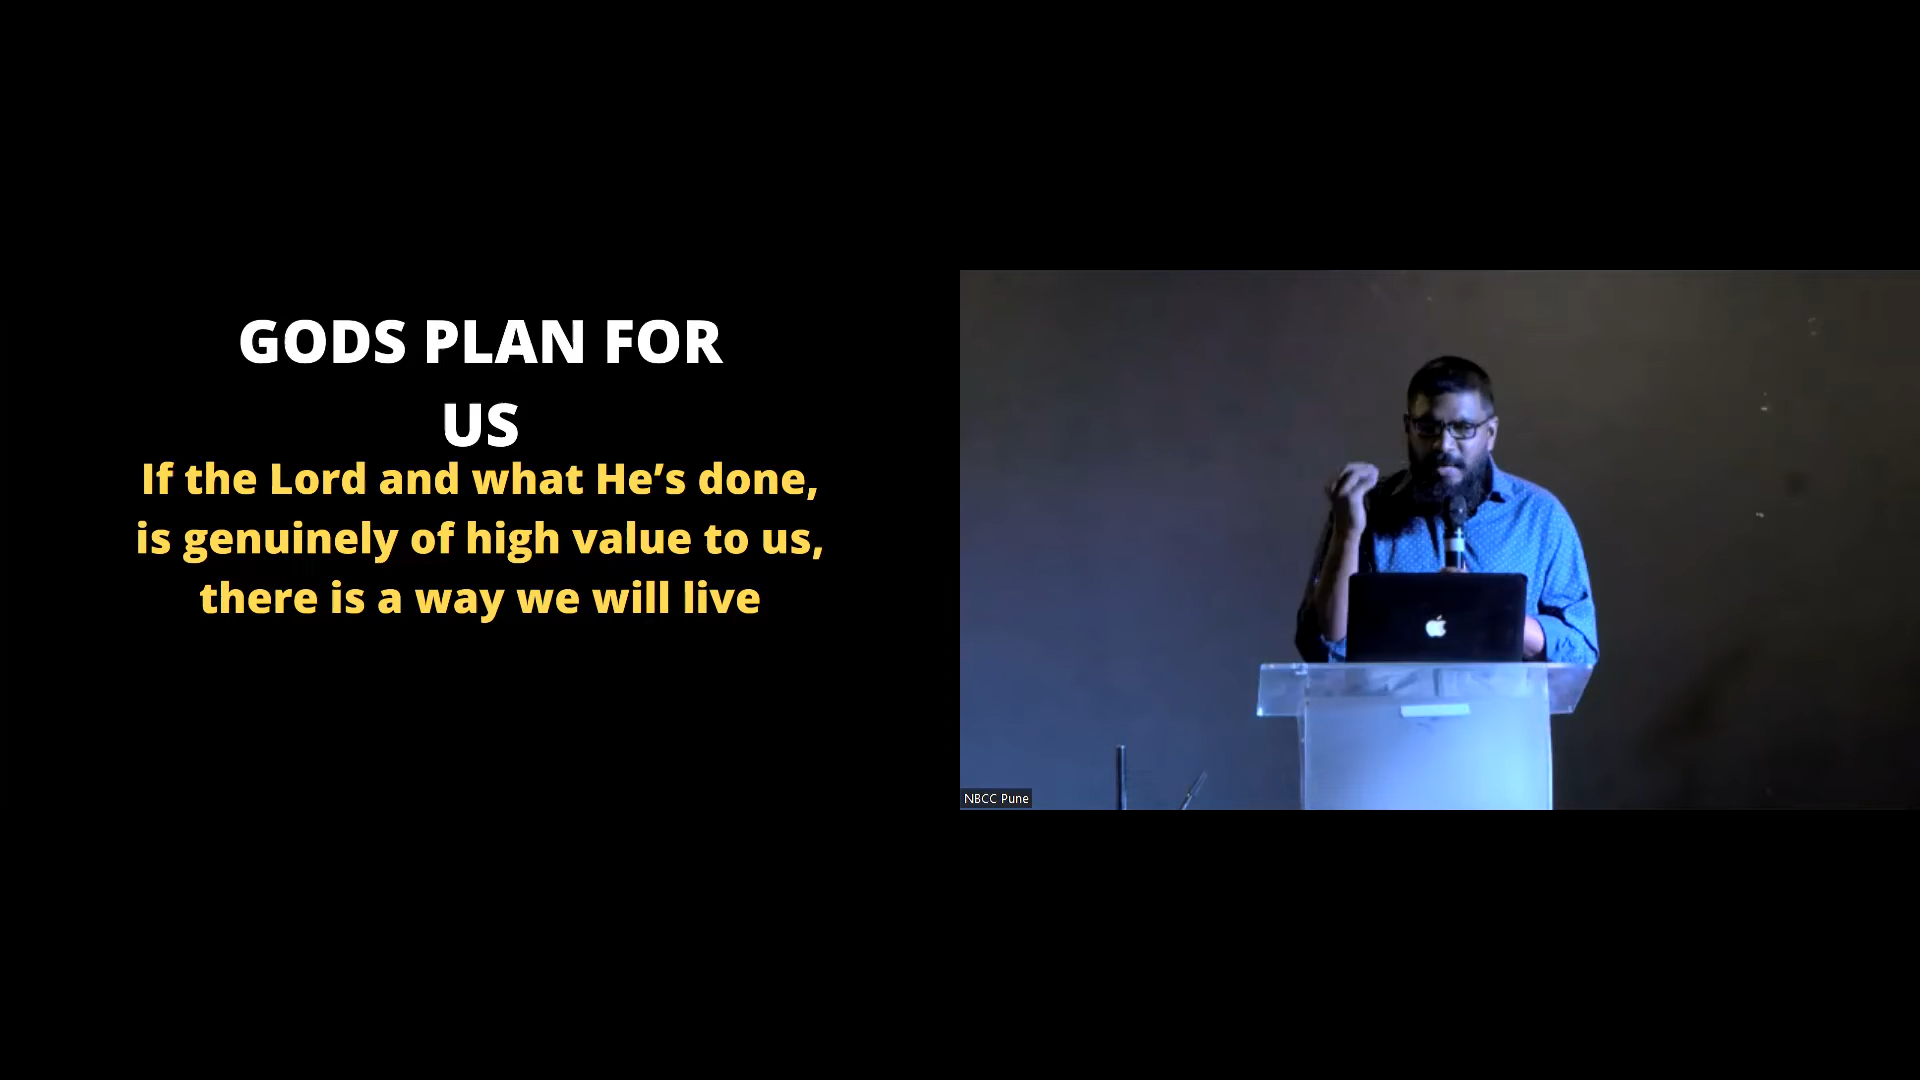 GODS PLAN FOR
US
If the Lord and what He’s done,
is genuinely of high value to us,
there is a way we will live
NBCC Pune